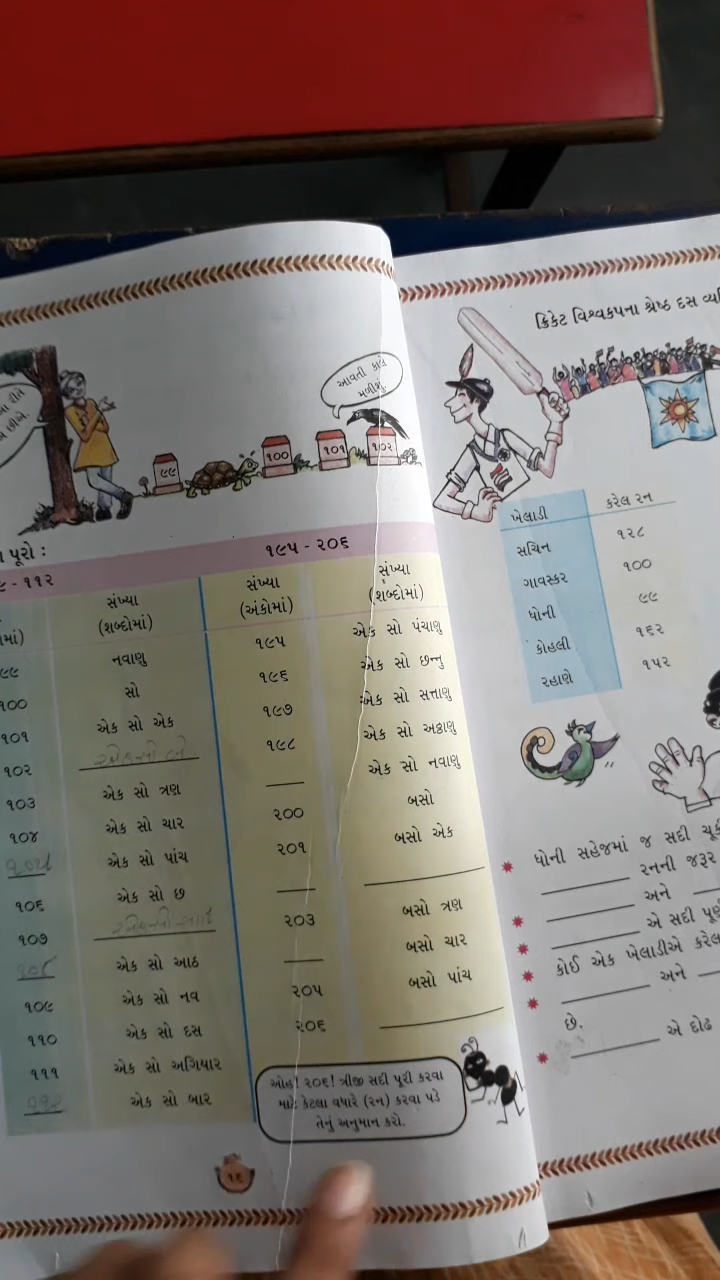 આવતી કાલે
મળીશું.
૯૯
૧૦૦
૧૦૧
૧૦૨
પૂરો :
- ૧૧૨
૧૯૫ - ૨૦૬
સંખ્યા
(શબ્દોમાં)
સંખ્યા
(અંકોમાં)
સંખ્યા
(શબ્દોમાં)
નવાણુ
૧૯૫
એક સો પંચાણુ
૧૦૦
સો
૧૯૬
એક સો છન્નુ
૧૦૧
એક સો એક
૧૯૭
એક સો સત્તાણુ
૧૦૨
૧૯૮
એક સો અઠ્ઠાણુ
૧૦૩
એક સો ત્રણ
એક સો નવાણુ
૧૦૪
એક સો ચાર
૨૦૦
બસો
૧૦૫
એક સો પાંચ
૨૦૧
બસો એક
૧૦૬
એક સો છ
૧૦૭
૨૦૩
બસો ત્રણ
૧૦૮
એક સો આઠ
બસો ચાર
૧૦૯
એક સો નવ
૨૦૫
બસો પાંચ
૧૧૦
એક સો દસ
૨૦૬
૧૧૧
એક સો અગિયાર
૧૧૨
એક સો બાર
ઓહ! ૨૦૬! ત્રીજી સદી પૂરી કરવા
માટે કેટલા વધારે (રન) કરવા પડે
તેનું અનુમાન કરો.
૧૬
ક્રિકેટ વિશ્વકપના શ્રેષ્ઠ દસ
ખેલાડી કરેલ રન
સચિન ૧૨૮
ગાવસ્કર ૧૦૦
ધોની ૯૯
કોહલી ૧૬૨
રહાણે ૧૫૨
ધોની સહેજમાં જ સદી
રનની જરૂર
અને
એ સદી
કોઈ એક ખેલાડીએ
અને
છે.
એ દોઢ